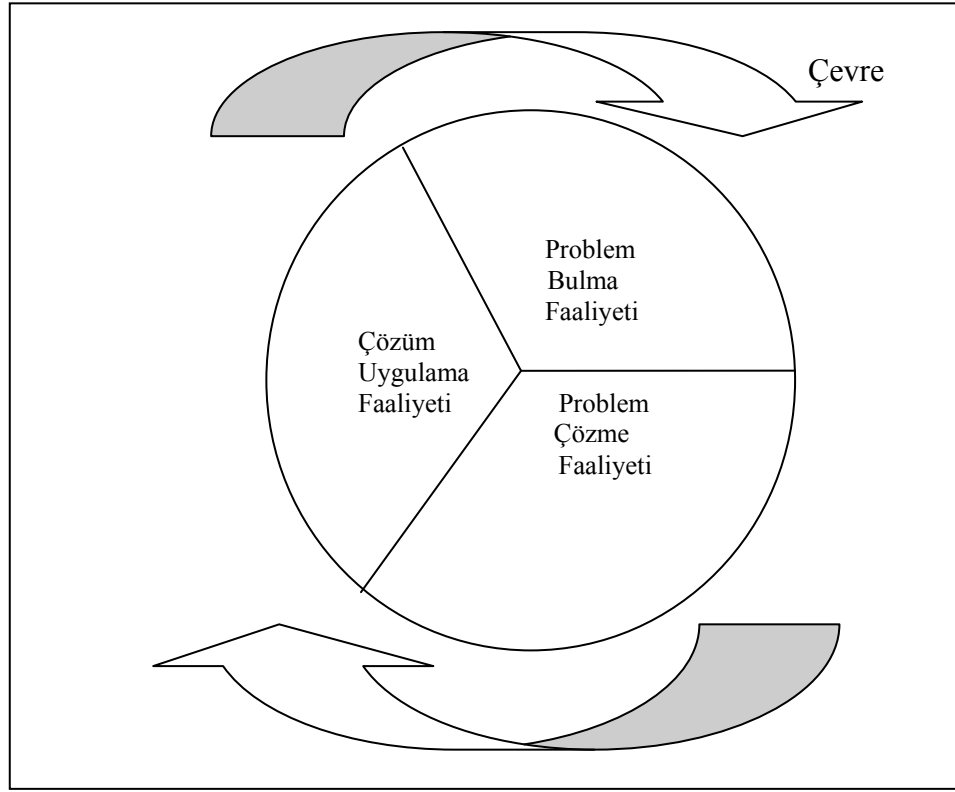 Çevre
Problem
Bulma
Faaliyeti
Çözüm
Uygulama
Faaliyeti
Problem
Çözme
Faaliyeti